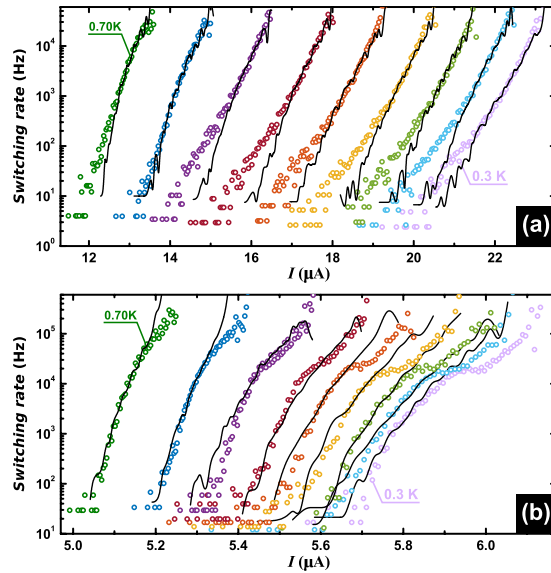 Switching rate (Hz)
10⁴
10³
10²
10¹
10⁰
0.70K
0.3 K
(a)
12 14 16 18 20 22
I (μA)
Switching rate (Hz)
10⁵
10⁴
10³
10²
10¹
0.70K
0.3 K
(b)
5.0 5.2 5.4 5.6 5.8 6.0
I (μA)